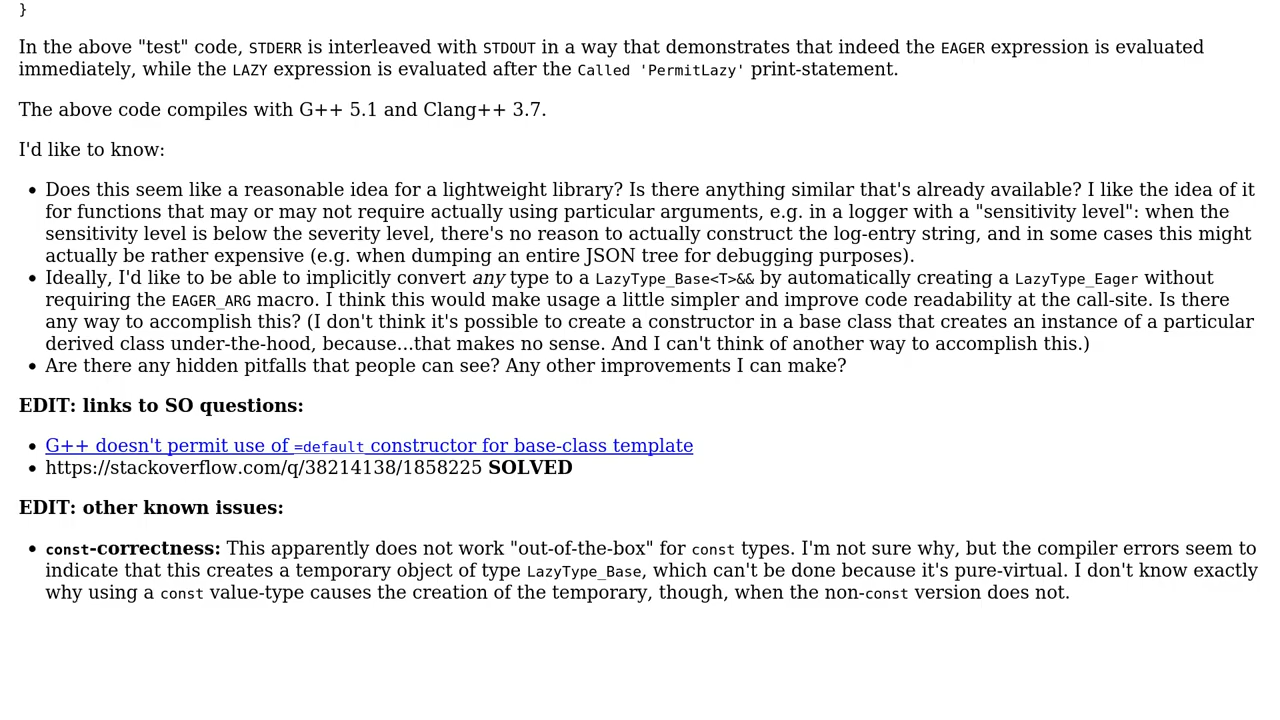 }
In the above "test" code, STDERR is interleaved with STDOUT in a way that demonstrates that indeed the EAGER expression is evaluated
immediately, while the LAZY expression is evaluated after the Called 'PermitLazy' print-statement.
The above code compiles with G++ 5.1 and Clang++ 3.7.
I'd like to know:
• Does this seem like a reasonable idea for a lightweight library? Is there anything similar that's already available? I like the idea of it
for functions that may or may not require actually using particular arguments, e.g. in a logger with a "sensitivity level": when the
sensitivity level is below the severity level, there's no reason to actually construct the log-entry string, and in some cases this might
actually be rather expensive (e.g. when dumping an entire JSON tree for debugging purposes).
• Ideally, I'd like to be able to implicitly convert any type to a LazyType_Base<T>&& by automatically creating a LazyType_Eager without
requiring the EAGER_ARG macro. I think this would make usage a little simpler and improve code readability at the call-site. Is there
any way to accomplish this? (I don't think it's possible to create a constructor in a base class that creates an instance of a particular
derived class under-the-hood, because...that makes no sense. And I can't think of another way to accomplish this.)
• Are there any hidden pitfalls that people can see? Any other improvements I can make?
EDIT: links to SO questions:
• G++ doesn't permit use of =default constructor for base-class template
• https://stackoverflow.com/q/38214138/1858225 SOLVED
EDIT: other known issues:
• const-correctness: This apparently does not work "out-of-the-box" for const types. I'm not sure why, but the compiler errors seem to
indicate that this creates a temporary object of type LazyType_Base, which can't be done because it's pure-virtual. I don't know exactly
why using a const value-type causes the creation of the temporary, though, when the non-const version does not.